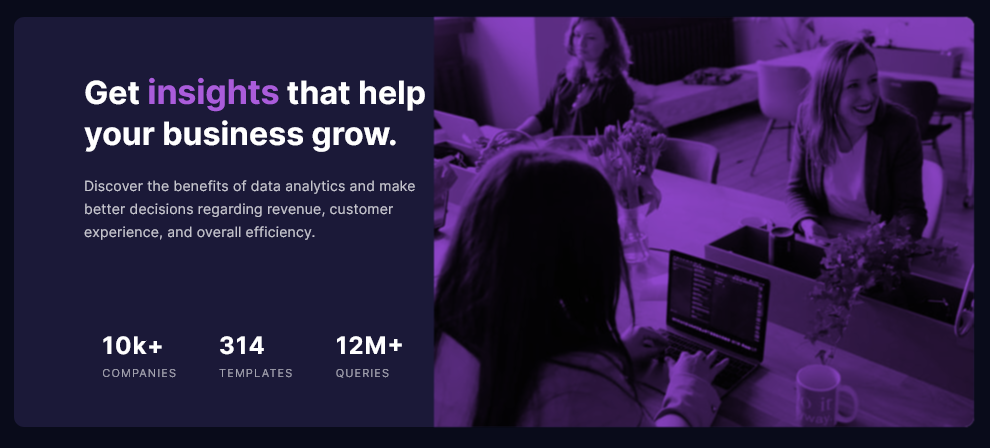 Get insights that help
your business grow.
Discover the benefits of data analytics and make
better decisions regarding revenue, customer
experience, and overall efficiency.
10k+ 314 12M+
COMPANIES TEMPLATES QUERIES